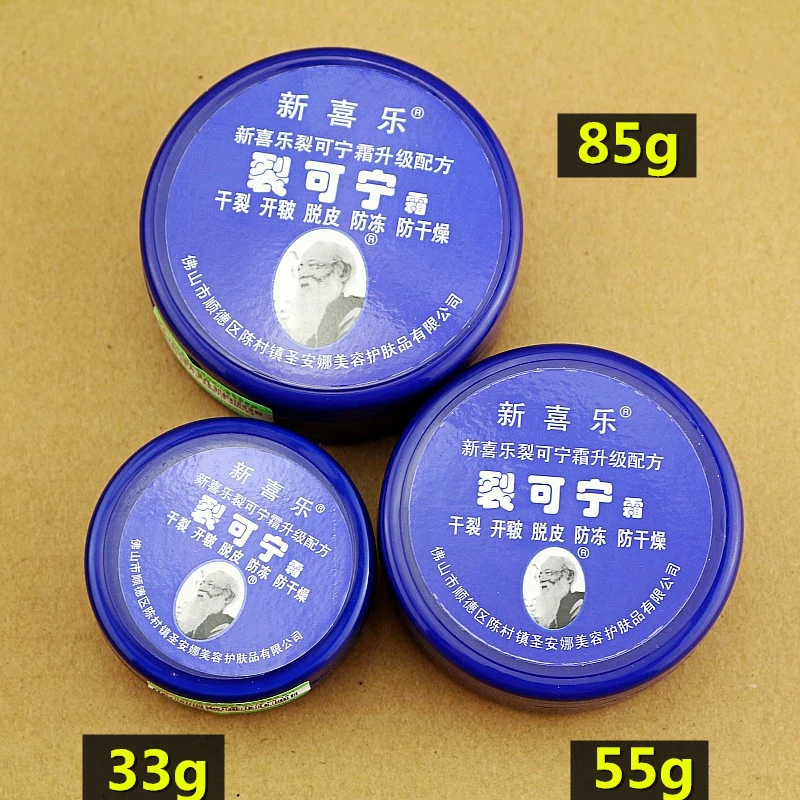 新喜乐®
新喜乐裂可宁霜升级配方
裂可宁霜
干裂 开皲 脱皮 防冻 防干燥
®
佛山市顺德区陈村镇圣安娜美容护肤品有限公司
85g
新喜乐®
新喜乐裂可宁霜升级配方
裂可宁霜
干裂 开皲 脱皮 防冻 防干燥
®
佛山市顺德区陈村镇圣安娜美容护肤品有限公司
33g
新喜乐®
新喜乐裂可宁霜升级配方
裂可宁霜
干裂 开皲 脱皮 防冻 防干燥
®
佛山市顺德区陈村镇圣安娜美容护肤品有限公司
55g